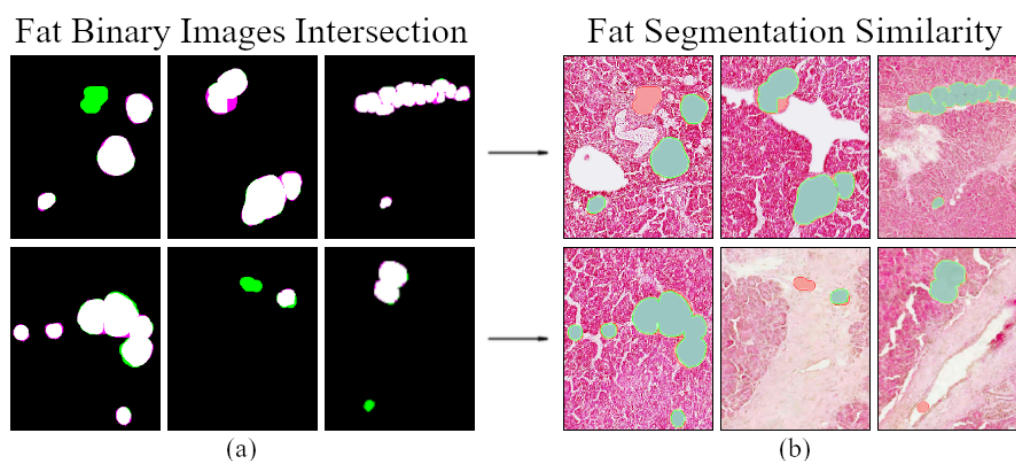 Fat Binary Images Intersection
Fat Segmentation Similarity
(a)
(b)